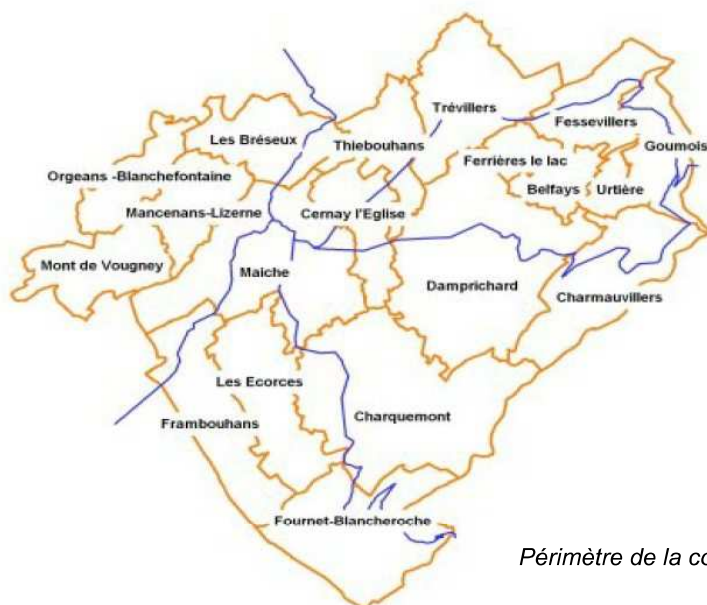 Trévillers
Fessevillers
Les Bréseux
Thiebouhans
Goumois
Ferrières le lac
Orgeans -Blanchefontaine
Belfays
Urtière
Mancenans-Lizerne
Cernay l'Eglise
Mont de Vougney
Maiche
Damprichard
Charmauvillers
Les Ecorces
Charquemont
Frambouhans
Fournet-Blancheroche
Périmètre de la co